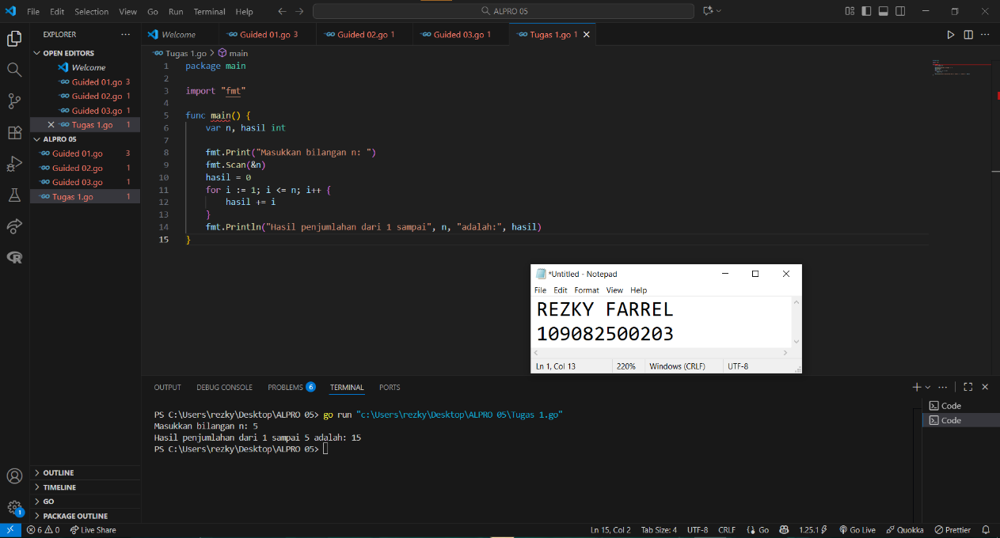 File Edit Selection View Go Run Terminal Help
ALPRO 05
EXPLORER
OPEN EDITORS
Welcome
Guided 01.go 3
Guided 02.go 1
Guided 03.go 1
Tugas 1.go 1
ALPRO 05
Guided 01.go 3
Guided 02.go 1
Guided 03.go 1
Tugas 1.go 1
OUTLINE
TIMELINE
GO
PACKAGE OUTLINE
Welcome Guided 01.go 3 Guided 02.go 1 Guided 03.go 1 Tugas 1.go 1
Tugas 1.go > main
1 package main
2
3 import "fmt"
4
5 func main() {
6 var n, hasil int
7
8 fmt.Print("Masukkan bilangan n: ")
9 fmt.Scan(&n)
10 hasil = 0
11 for i := 1; i <= n; i++ {
12 hasil += i
13 }
14 fmt.Println("Hasil penjumlahan dari 1 sampai", n, "adalah:", hasil)
15 }
*Untitled - Notepad
File Edit Format View Help
REZKY FARREL
109082500203
Ln 1, Col 13 220% Windows (CRLF) UTF-8
OUTPUT DEBUG CONSOLE PROBLEMS 6 TERMINAL PORTS
PS C:\Users\rezky\Desktop\ALPRO 05> go run "c:\Users\rezky\Desktop\ALPRO 05\Tugas 1.go"
Masukkan bilangan n: 5
Hasil penjumlahan dari 1 sampai 5 adalah: 15
PS C:\Users\rezky\Desktop\ALPRO 05>
Code
Code
1
6 0 Live Share Ln 15, Col 2 Tab Size: 4 UTF-8 CRLF Go 1.25.1 Go Live Quokka Prettier